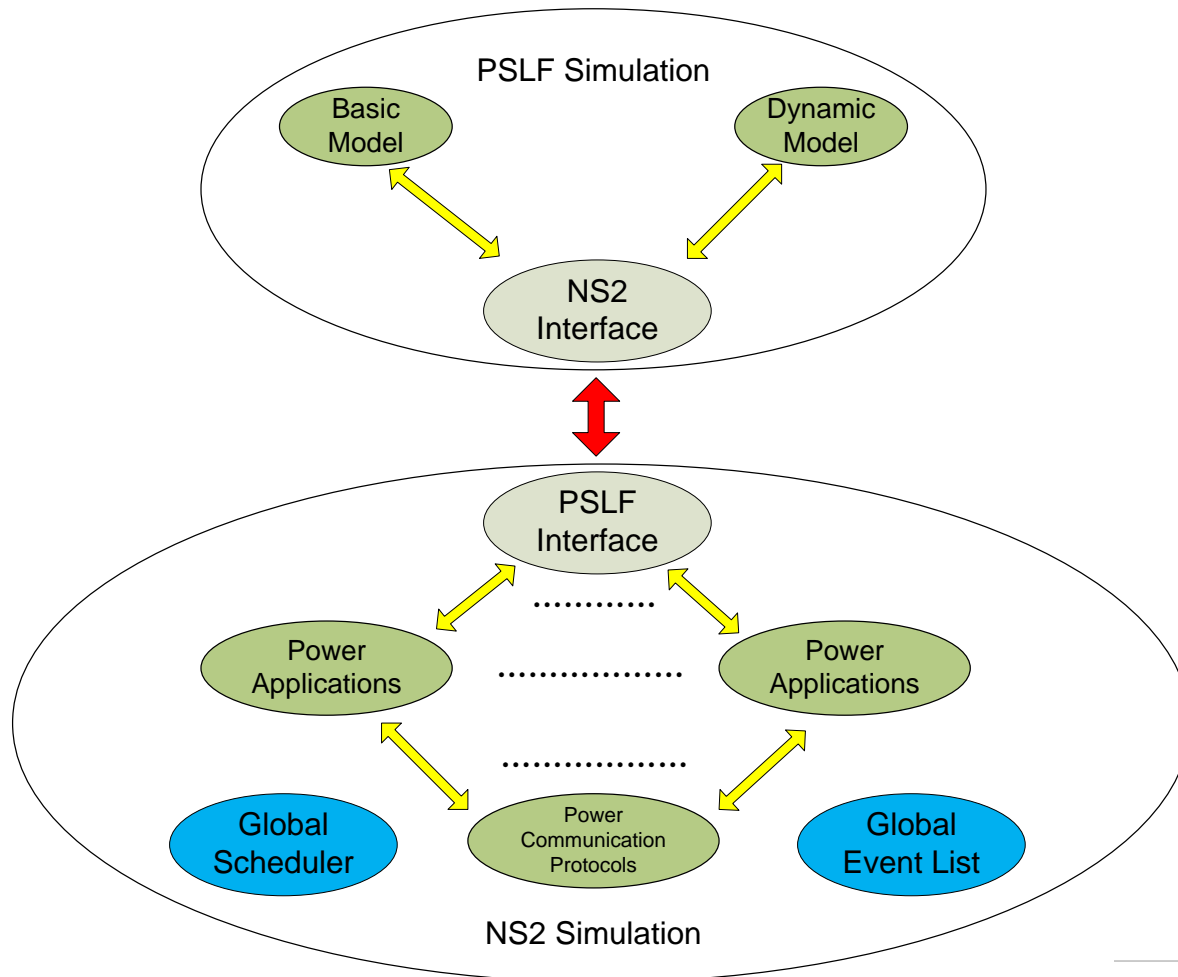 PSLF Simulation
Basic
Model
Dynamic
Model
NS2
Interface
PSLF
Interface
…………
Power
Applications
………………
Power
Applications
………………
Global
Scheduler
Power
Communication
Protocols
Global
Event List
NS2 Simulation